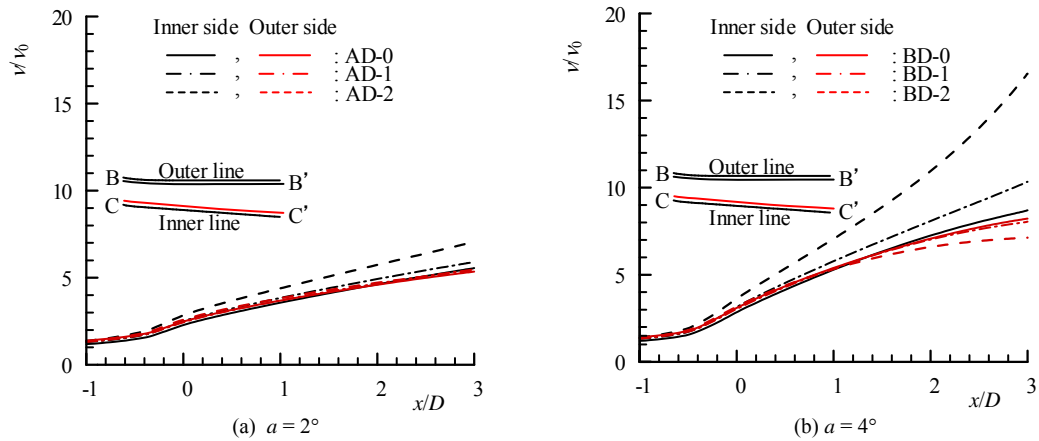 20
15
10
5
0
v/v0
Inner side Outer side
, : AD-0
, : AD-1
, : AD-2
B Outer line B'
C Inner line C'
-1 0 1 2 3
x/D
(a) a = 2°
20
15
10
5
0
v/v0
Inner side Outer side
, : BD-0
, : BD-1
, : BD-2
B Outer line B'
C Inner line C'
-1 0 1 2 3
x/D
(b) a = 4°